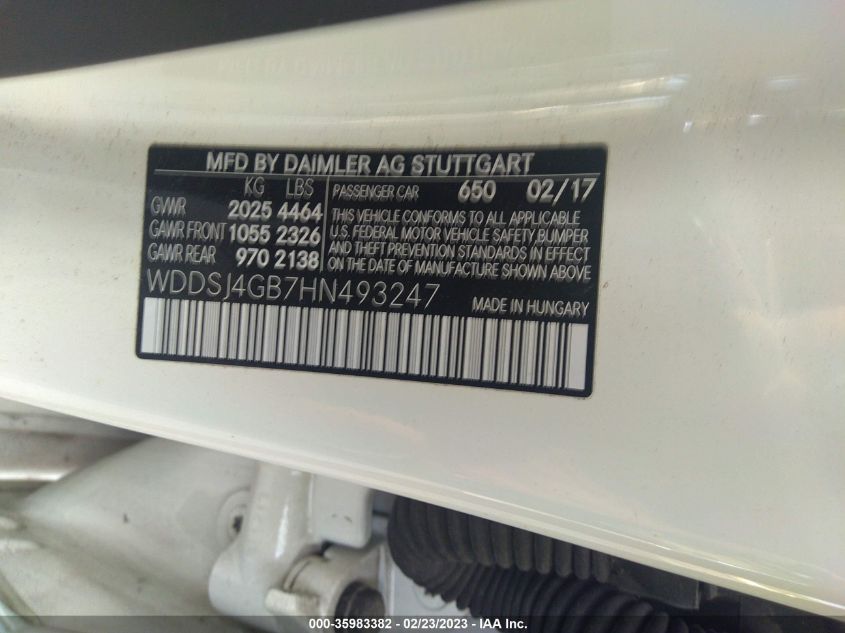 MFD BY DAIMLER AG STUTTGART
KG LBS
GVWR 2025 4464
GAWR FRONT 1055 2326
GAWR REAR 970 2138
PASSENGER CAR 650 02/17
THIS VEHICLE CONFORMS TO ALL APPLICABLE
U.S. FEDERAL MOTOR VEHICLE SAFETY, BUMPER
AND THEFT PREVENTION STANDARDS IN EFFECT
ON THE DATE OF MANUFACTURE SHOWN ABOVE
WDDSJ4GB7HN493247
MADE IN HUNGARY
000-35983382 - 02/23/2023 - © IAA Inc.